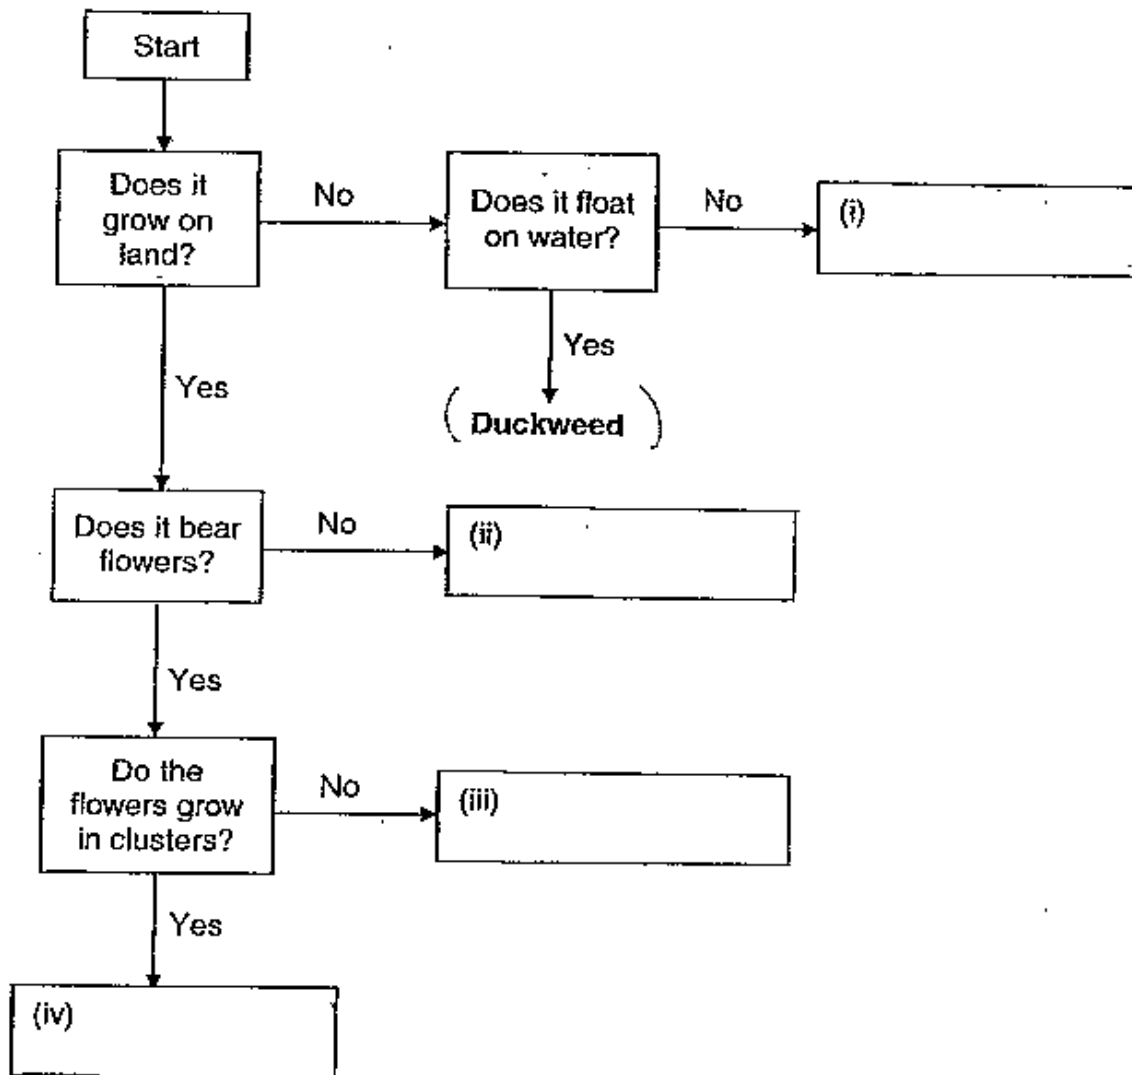 Start
Does it
grow on
land?
No
Does it float
on water?
No
(i)
Yes
Yes
Duckweed
Does it bear
flowers?
No
(ii)
Yes
Do the
flowers grow
in clusters?
No
(iii)
Yes
(iv)